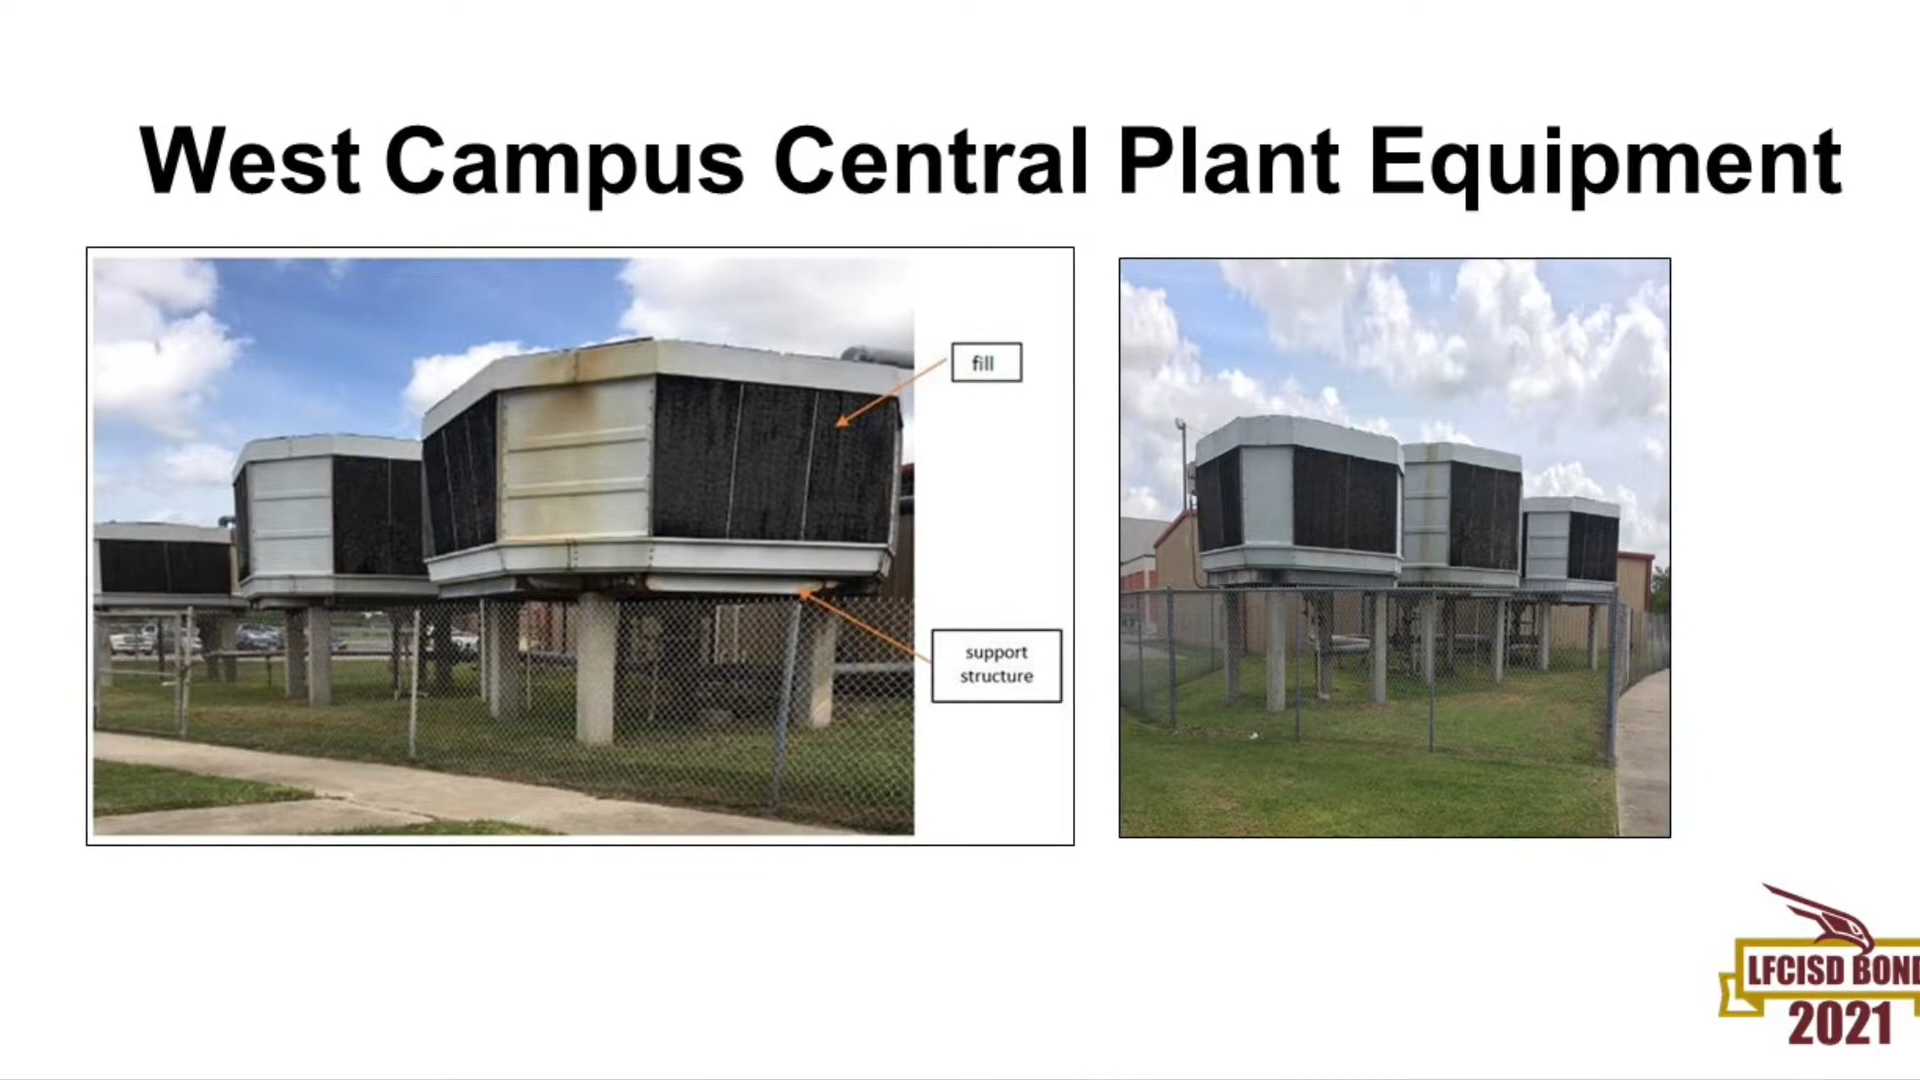 West Campus Central Plant Equipment
fill
support
structure
LFCISD BOND
2021